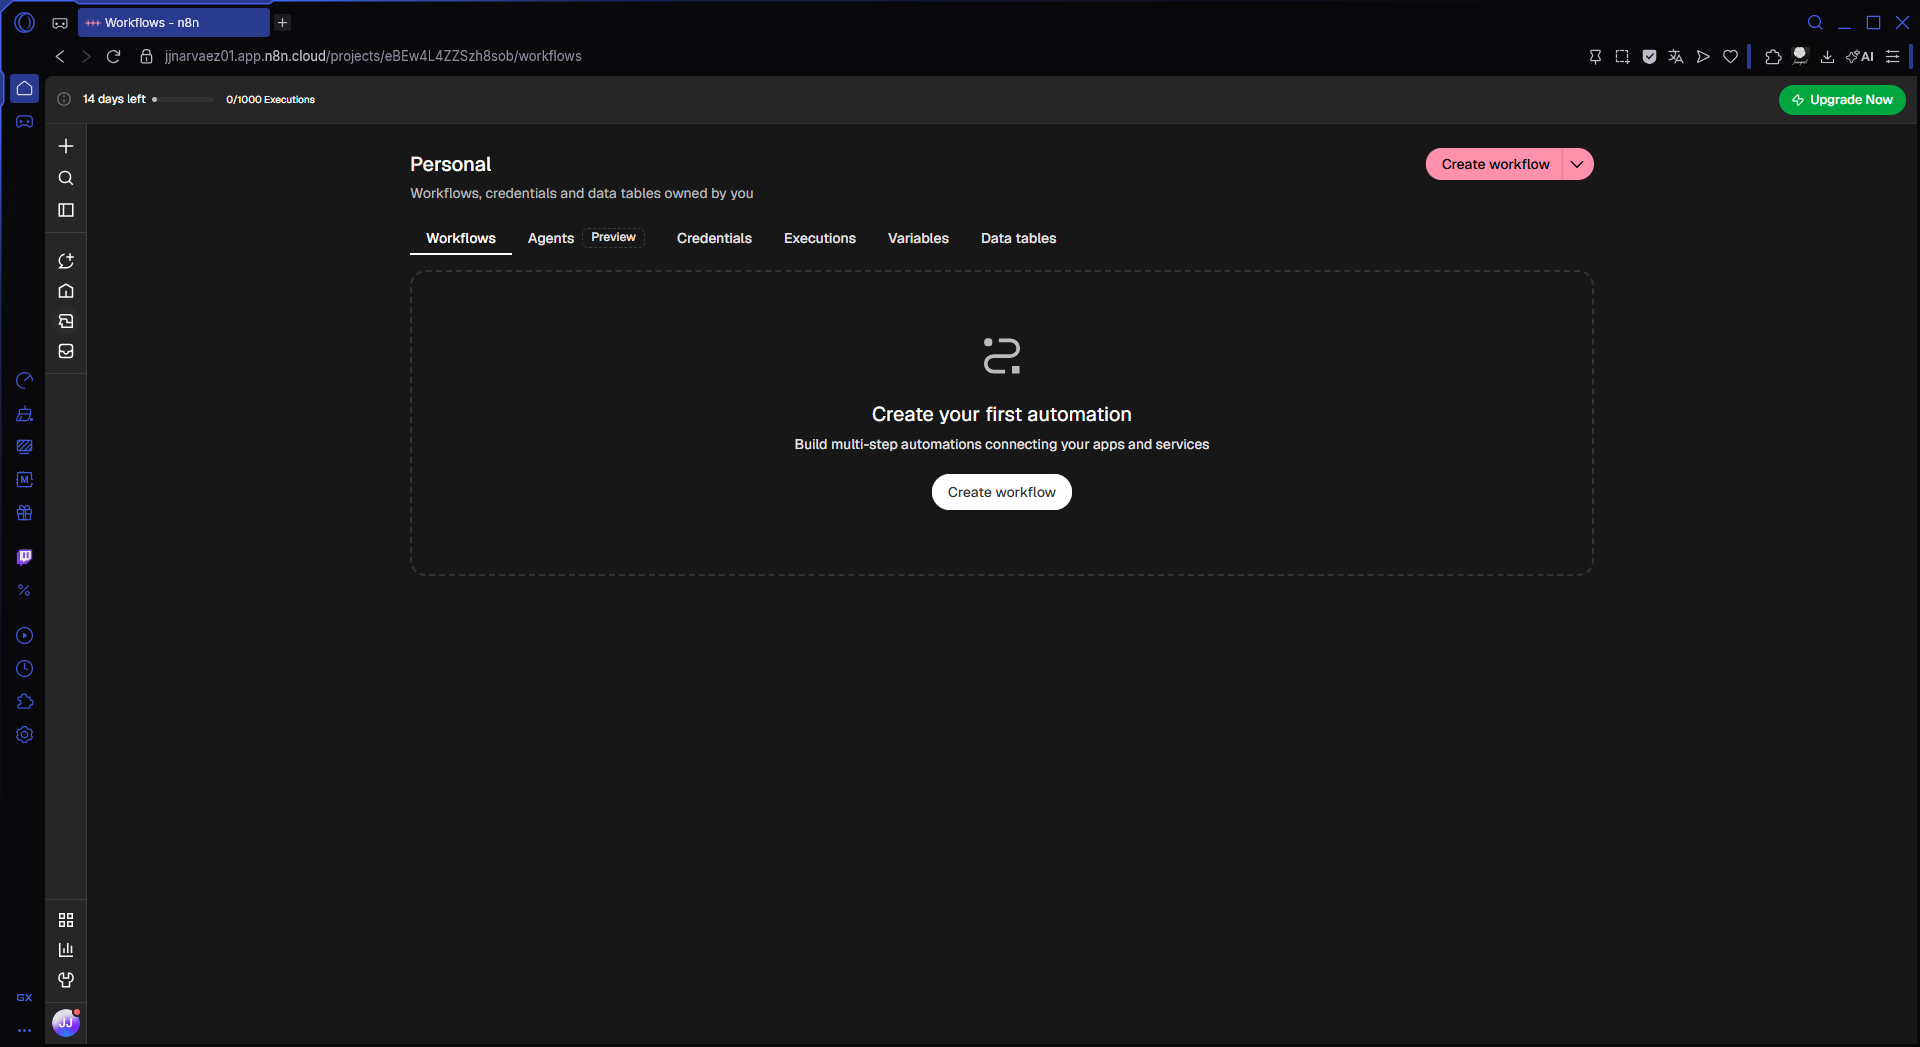 Workflows - n8n
jjnarvaez01.app.n8n.cloud/projects/eBEw4L4ZZSzh8sob/workflows
AI
14 days left
0/1000 Executions
Upgrade Now
Personal
Create workflow
Workflows, credentials and data tables owned by you
Workflows
Agents
Preview
Credentials
Executions
Variables
Data tables
Create your first automation
Build multi-step automations connecting your apps and services
Create workflow
M
GX
JJ